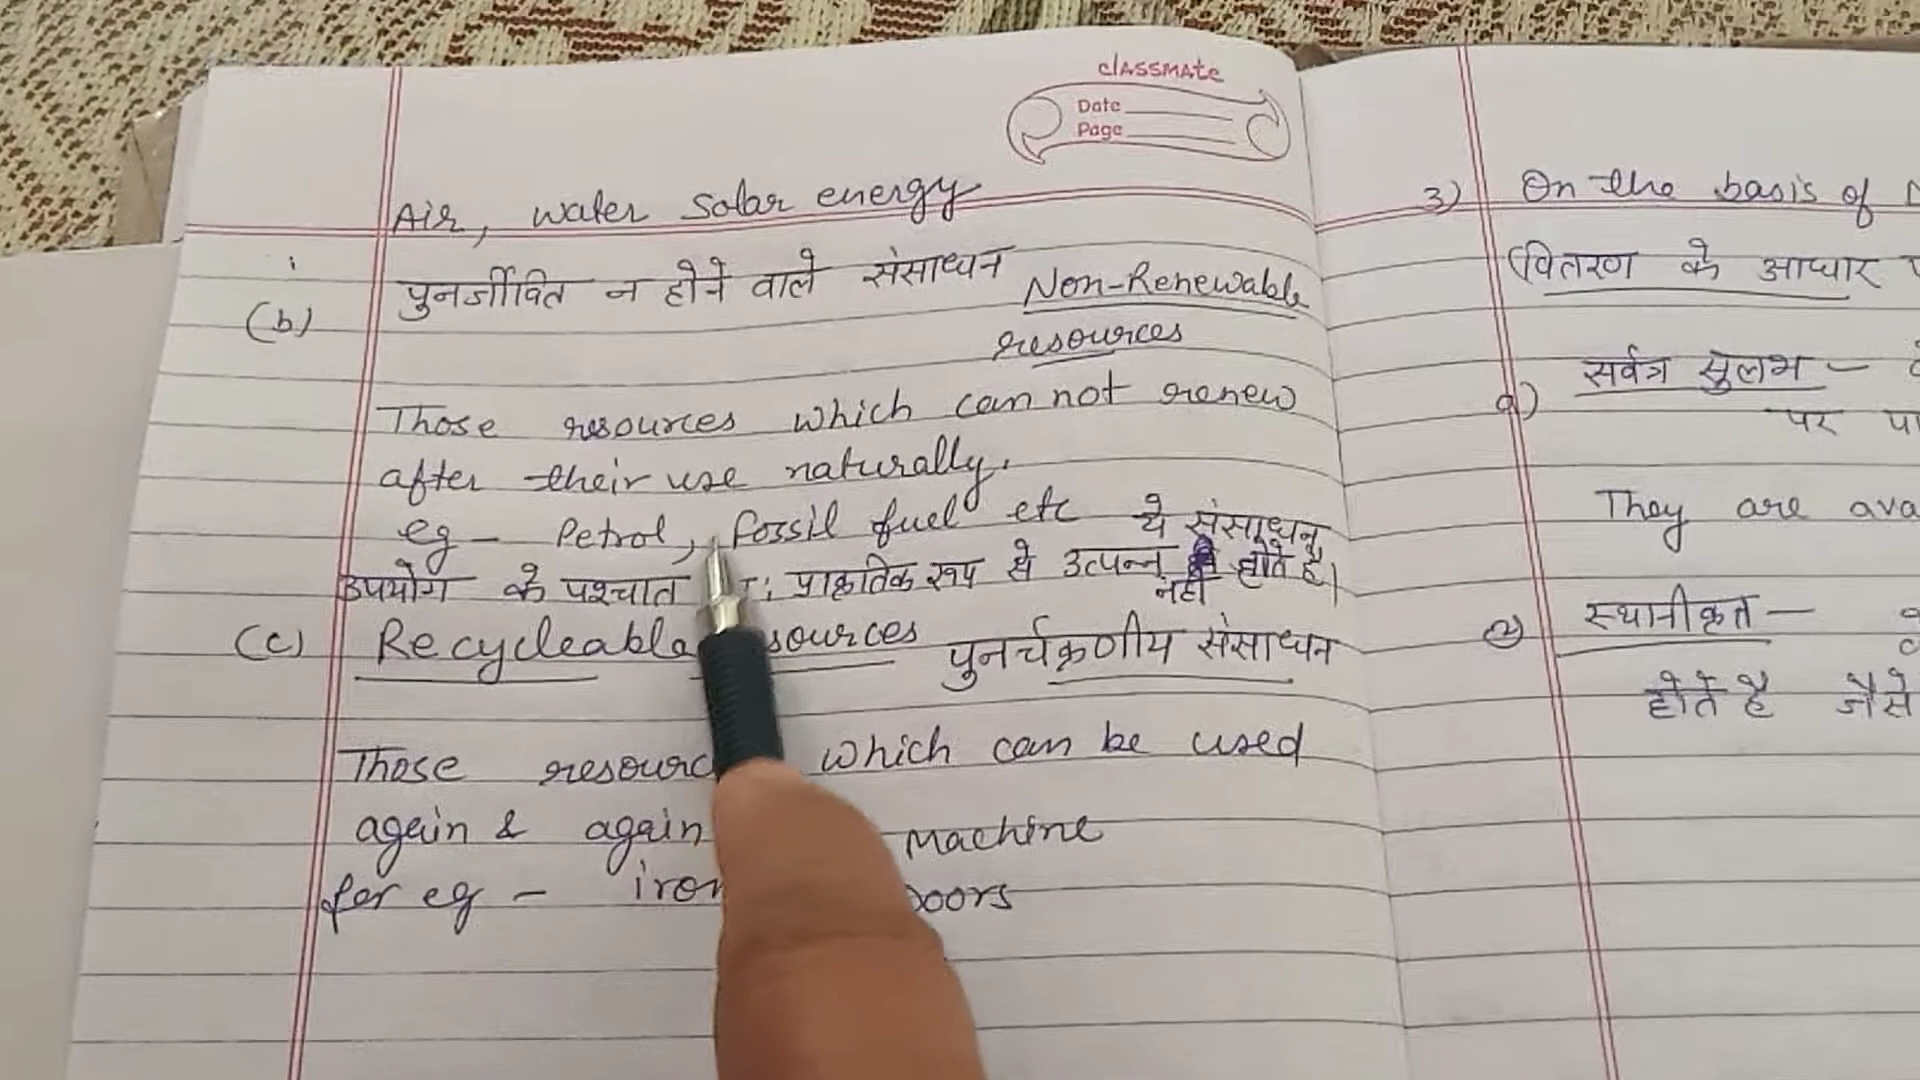 classmate
Date
Page
Air, water solar energy
(b) पुनर्जीवित न होने वाले संसाधन Non-Renewable
resources
Those resources which can not renew
after their use naturally.
eg - Petrol, fossil fuel etc ये संसाधन
उपयोग के पश्चात प्राकृतिक रूप से उत्पन्न नही होते है।
(c) Recycleable पुनर्चक्रणीय संसाधन
Those which can be used
again & again Machine
for eg - iron
3) On the basis of
वितरण के आधार
a) सर्वत्र सुलभ -
पर
They are
2) स्थानीकृत -
होते है जैसे